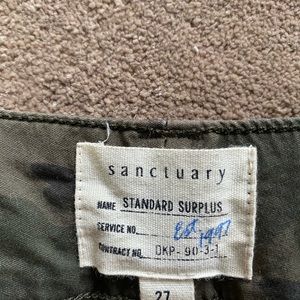 sanctuary
NAME STANDARD SURPLUS
SERVICE NO. Est. 1997
CONTRACT NO. DKP-90-3-1
27